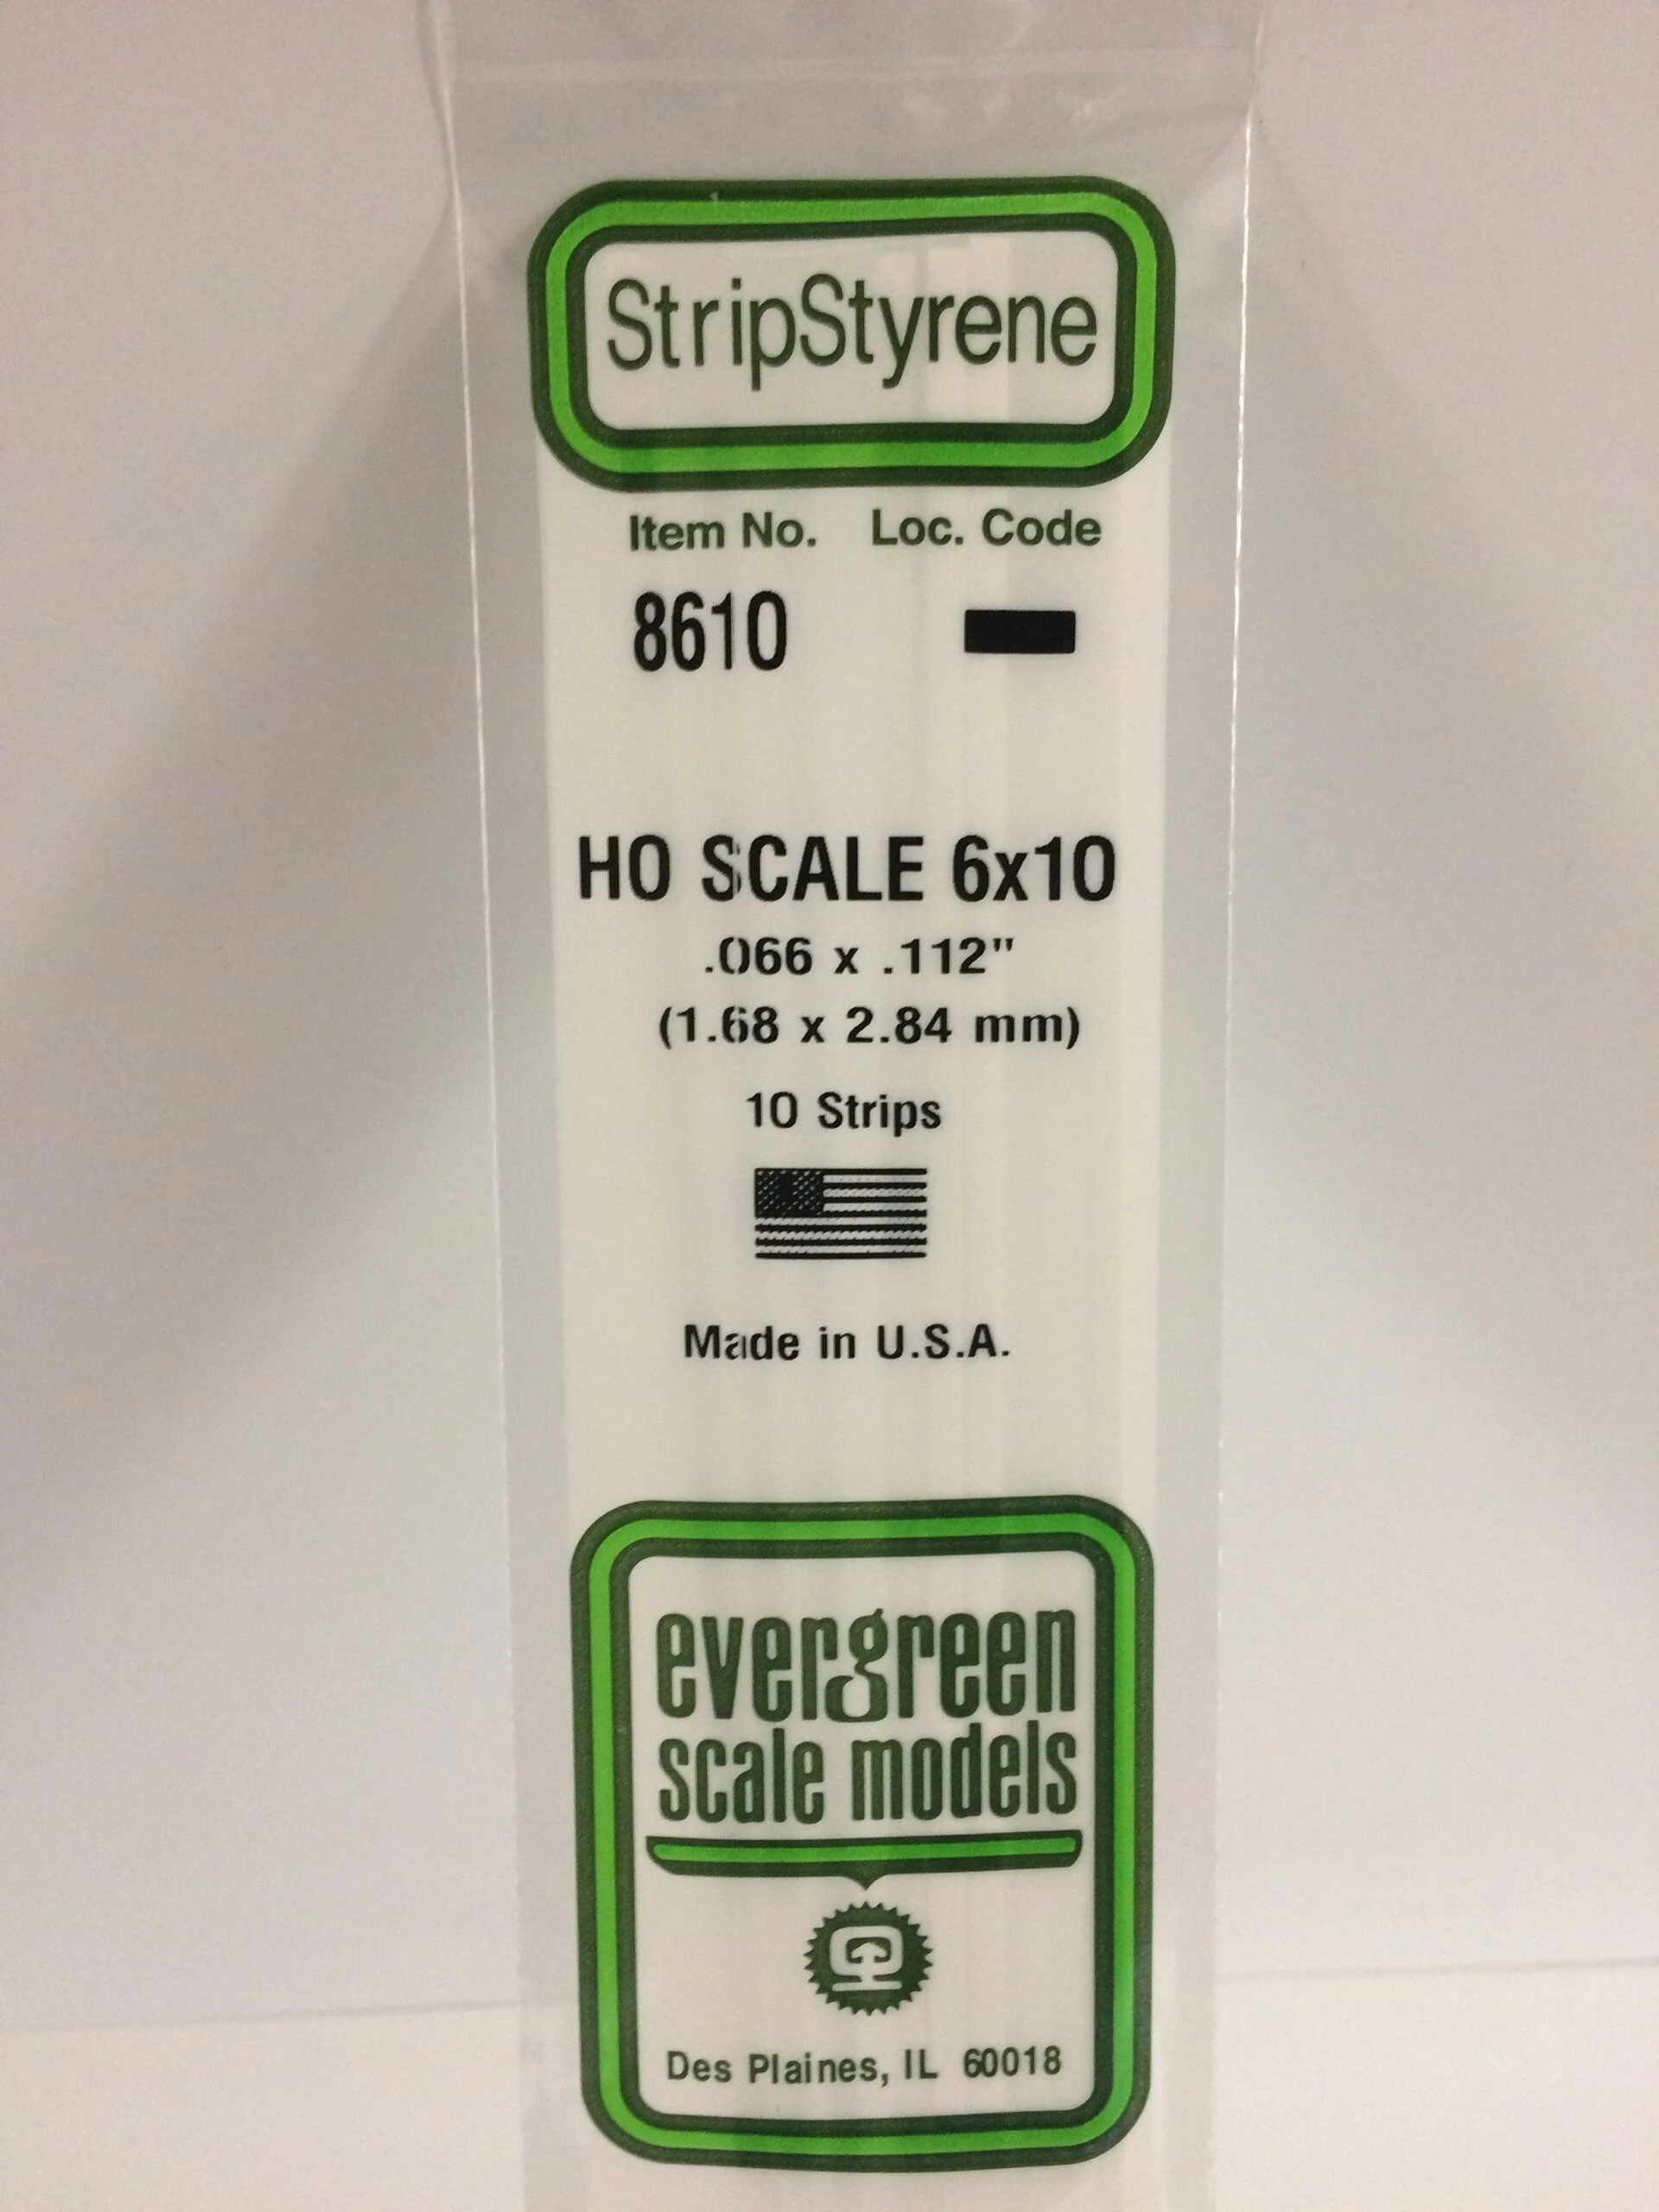 StripStyrene
Item No. Loc. Code
8610
HO SCALE 6x10
.066 x .112"
(1.68 x 2.84 mm)
10 Strips
Made in U.S.A.
evergreen
scale models
Des Plaines, IL 60018